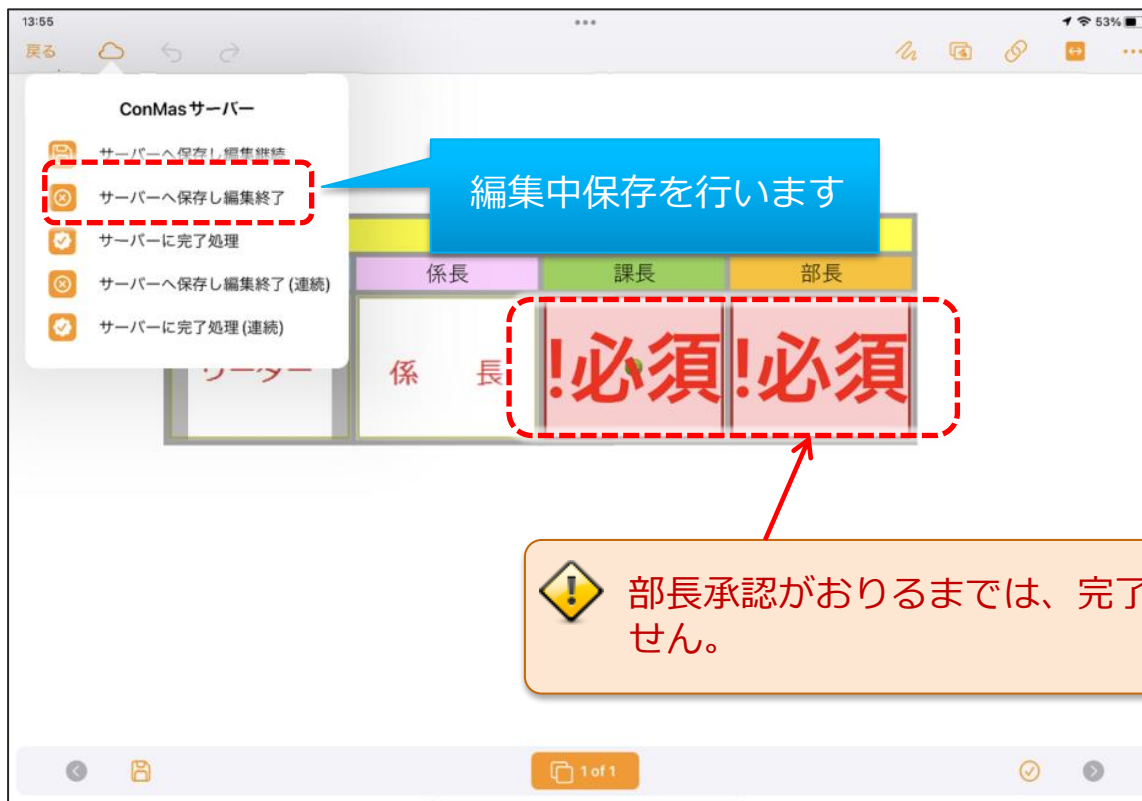 13:55
53%
戻る
ConMasサーバー
サーバーへ保存し編集継続
サーバーへ保存し編集終了
サーバーに完了処理
サーバーへ保存し編集終了(連続)
サーバーに完了処理(連続)
編集中保存を行います
係長
課長
部長
リーダー
係 長
!必須
!必須
部長承認がおりるまでは、完了
せん。
1 of 1